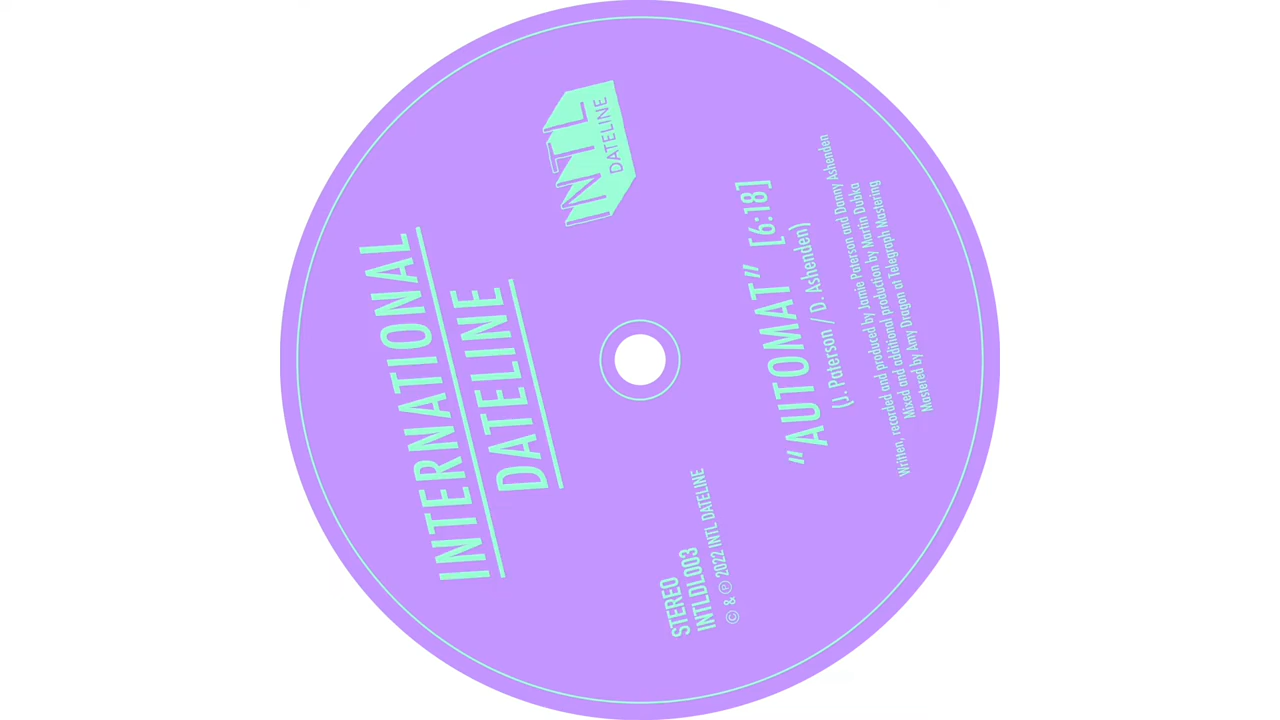 INTERNATIONAL
DATELINE
INTL
DATELINE
STEREO
INTLDL003
© & ℗ 2022 INTL DATELINE
“AUTOMAT” [6:18]
(J. Paterson / D. Ashenden)
Written, recorded and produced by Jamie Paterson and Danny Ashenden
Mixed and additional production by Martin Dubka
Mastered by Amy Dragon at Telegraph Mastering